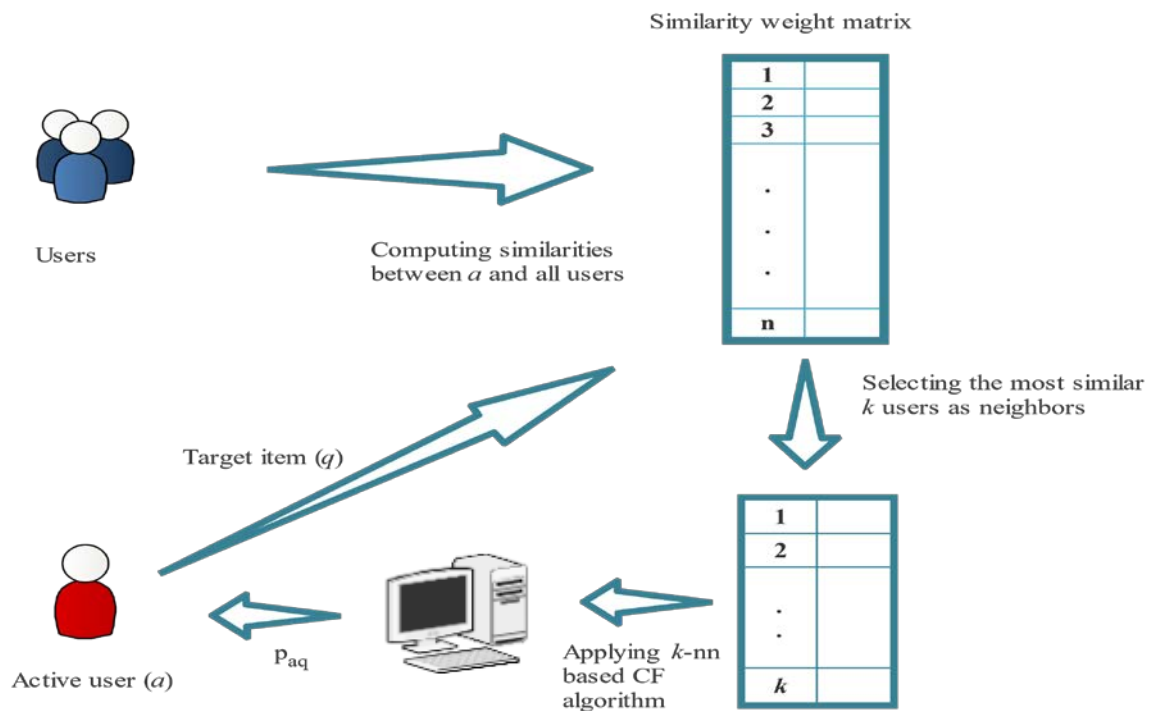 Similarity weight matrix
1
2
3
.
.
.
n
Users
Computing similarities
between a and all users
Selecting the most similar
k users as neighbors
Target item (q)
1
2
.
.
k
Applying k-nn
based CF
algorithm
paq
Active user (a)